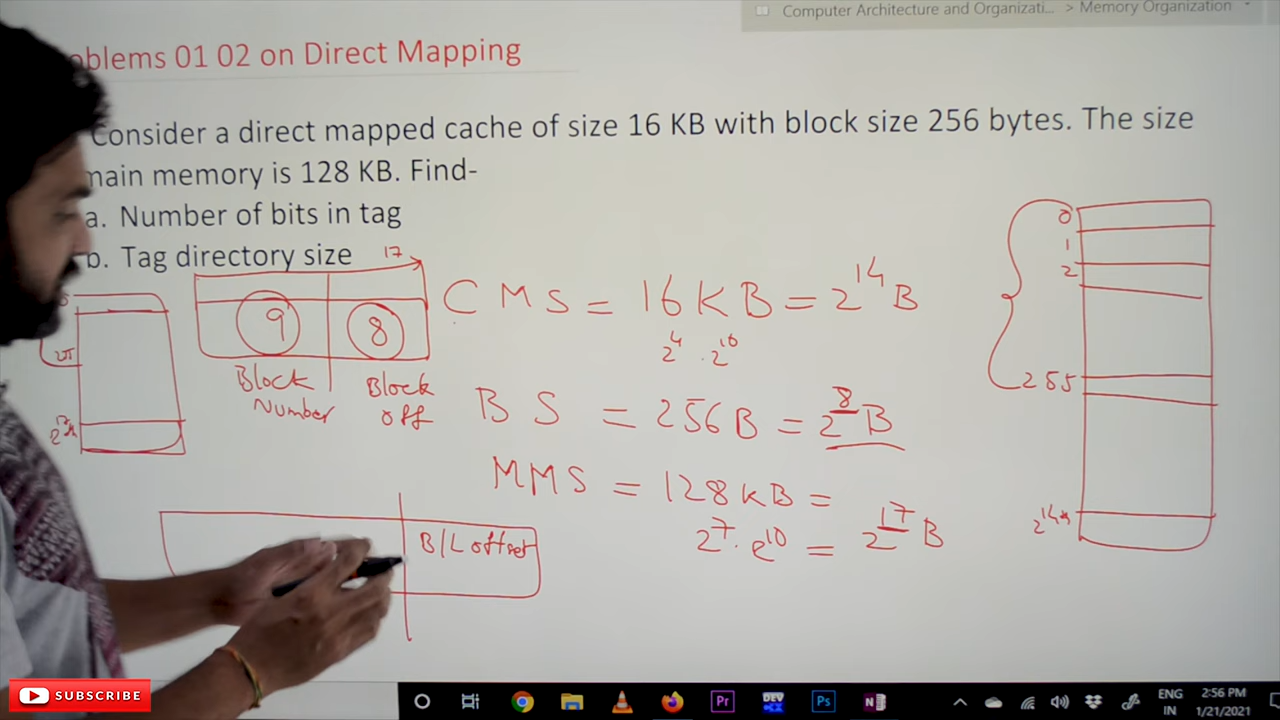 Computer Architecture and Organizati... > Memory Organization
oblems 01 02 on Direct Mapping
Consider a direct mapped cache of size 16 KB with block size 256 bytes. The size
main memory is 128 KB. Find-
a. Number of bits in tag
b. Tag directory size
17
9 8
Block Number
Block off
CMS = 16 KB = 2^14 B
2^4 . 2^10
BS = 256B = 2^8 B
MMS = 128 KB =
2^7 . 2^10 = 2^17 B
B/L offset
0
1
2
255
SUBSCRIBE
ENG
IN
2:56 PM
1/21/2021